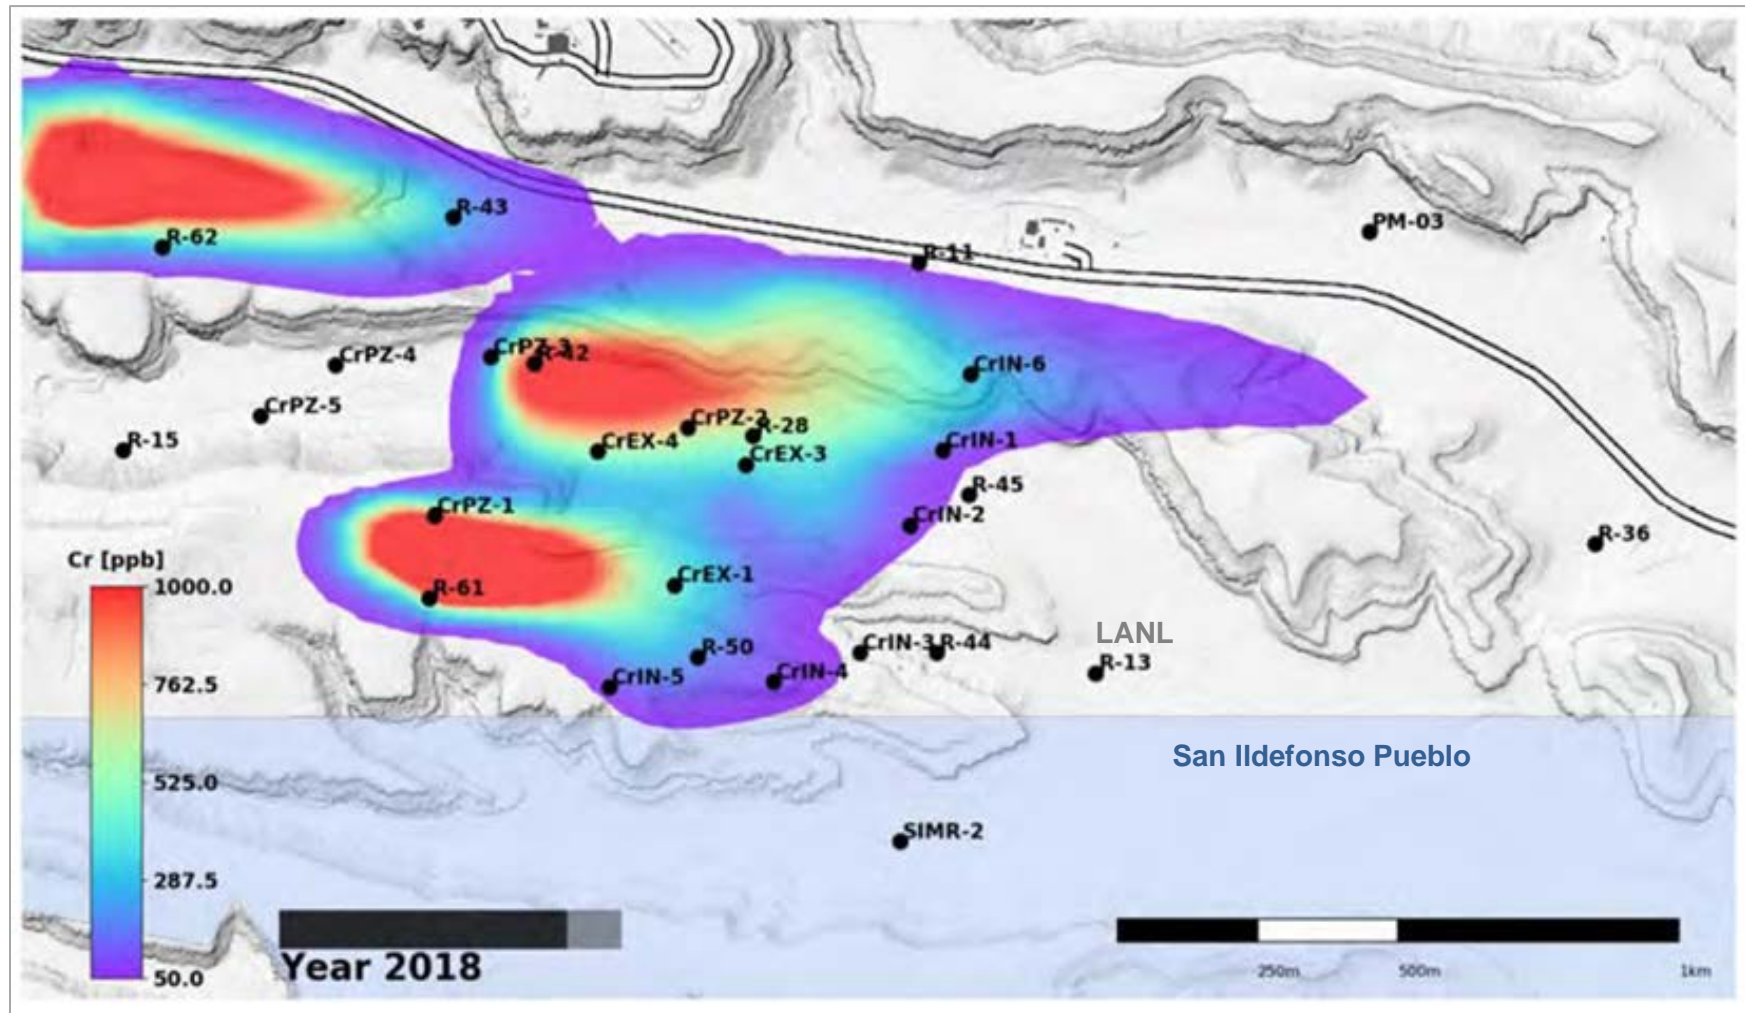 R-43
PM-03
R-62
R-11
CrPZ-3
R-42
CrPZ-4
CrIN-6
CrPZ-5
CrPZ-2
R-28
R-15
CrEX-4
CrIN-1
CrEX-3
R-45
CrPZ-1
CrIN-2
R-36
Cr [ppb]
1000.0
762.5
525.0
287.5
50.0
CrEX-1
R-61
LANL
CrIN-3
R-44
R-50
R-13
CrIN-4
CrIN-5
San Ildefonso Pueblo
SIMR-2
Year 2018
250m
500m
1km